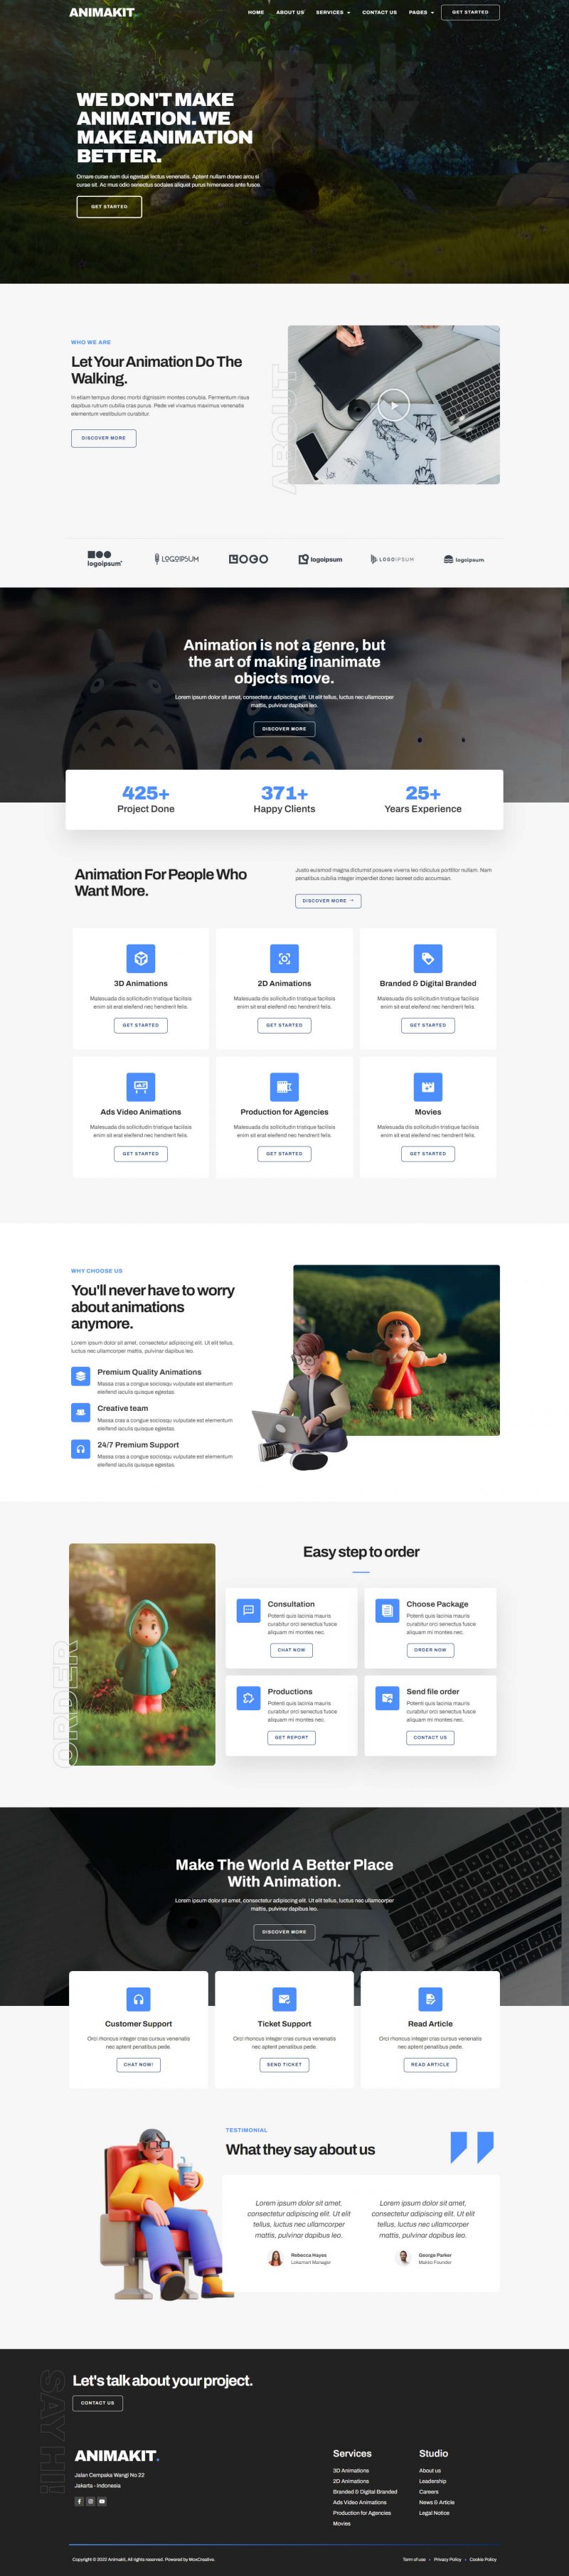 ANIMAKIT.
HOME ABOUT US SERVICES CONTACT US PAGES GET STARTED
WE DON'T MAKE
ANIMATION. WE
MAKE ANIMATION
BETTER.
Ornare curae nam dui egestas lectus venenatis. Aptent nullam donec arcu si
curae sit. Ac mus odio senectus sodales aliquet purus himenaeos ante fusce.
GET STARTED
WHO WE ARE
Let Your Animation Do The
Walking.
In etiam tempus donec morbi dignissim montes conubia. Fermentum risus
dapibus rutrum cubilia cras purus. Pede vel vivamus maximus venenatis
elementum vestibulum curabitur.
DISCOVER MORE
ABOUT
logoipsum
LOGOIPSUM
LOGO
logoipsum
LOGOIPSUM
logoipsum
Animation is not a genre, but
the art of making inanimate
objects move.
Lorem ipsum dolor sit amet, consectetur adipiscing elit. Ut elit tellus, luctus nec ullamcorper
mattis, pulvinar dapibus leo.
DISCOVER MORE
425+ 371+ 25+
Project Done Happy Clients Years Experience
Animation For People Who
Want More.
Justo euismod magna dictumst posuere viverra leo ridiculus porttitor nullam. Nam
penatibus cubilia integer imperdiet donec laoreet odio accumsan.
DISCOVER MORE →
3D Animations
Malesuada dis sollicitudin tristique facilisis
enim sit erat eleifend nec hendrerit felis.
GET STARTED
2D Animations
Malesuada dis sollicitudin tristique facilisis
enim sit erat eleifend nec hendrerit felis.
GET STARTED
Branded & Digital Branded
Malesuada dis sollicitudin tristique facilisis
enim sit erat eleifend nec hendrerit felis.
GET STARTED
Ads Video Animations
Malesuada dis sollicitudin tristique facilisis
enim sit erat eleifend nec hendrerit felis.
GET STARTED
Production for Agencies
Malesuada dis sollicitudin tristique facilisis
enim sit erat eleifend nec hendrerit felis.
GET STARTED
Movies
Malesuada dis sollicitudin tristique facilisis
enim sit erat eleifend nec hendrerit felis.
GET STARTED
WHY CHOOSE US
You'll never have to worry
about animations
anymore.
Lorem ipsum dolor sit amet, consectetur adipiscing elit. Ut elit tellus,
luctus nec ullamcorper mattis, pulvinar dapibus leo.
Premium Quality Animations
Massa cras a congue sociosqu vulputate est elementum
eleifend iaculis quisque egestas.
Creative team
Massa cras a congue sociosqu vulputate est elementum
eleifend iaculis quisque egestas.
24/7 Premium Support
Massa cras a congue sociosqu vulputate est elementum
eleifend iaculis quisque egestas.
ORDER
Easy step to order
Consultation
Potenti quis lacinia mauris
curabitur orci senectus fusce
aliquam mi montes nec.
CHAT NOW
Choose Package
Potenti quis lacinia mauris
curabitur orci senectus fusce
aliquam mi montes nec.
ORDER NOW
Productions
Potenti quis lacinia mauris
curabitur orci senectus fusce
aliquam mi montes nec.
GET REPORT
Send file order
Potenti quis lacinia mauris
curabitur orci senectus fusce
aliquam mi montes nec.
CONTACT US
Make The World A Better Place
With Animation.
Lorem ipsum dolor sit amet, consectetur adipiscing elit. Ut elit tellus, luctus nec ullamcorper
mattis, pulvinar dapibus leo.
DISCOVER MORE
Customer Support
Orci rhoncus integer cras cursus venenatis
nec aptent penatibus pede.
CHAT NOW!
Ticket Support
Orci rhoncus integer cras cursus venenatis
nec aptent penatibus pede.
SEND TICKET
Read Article
Orci rhoncus integer cras cursus venenatis
nec aptent penatibus pede.
READ ARTICLE
TESTIMONIAL
What they say about us
Lorem ipsum dolor sit amet,
consectetur adipiscing elit. Ut elit
tellus, luctus nec ullamcorper
mattis, pulvinar dapibus leo.
Rebecca Hayes
Lokamart Manager
Lorem ipsum dolor sit amet,
consectetur adipiscing elit. Ut elit
tellus, luctus nec ullamcorper
mattis, pulvinar dapibus leo.
George Parker
Makko Founder
SAY HI!
Let's talk about your project.
CONTACT US
ANIMAKIT.
Jalan Cempaka Wangi No 22
Jakarta - Indonesia
Services
3D Animations
2D Animations
Branded & Digital Branded
Ads Video Animations
Production for Agencies
Movies
Studio
About us
Leadership
Careers
News & Article
Legal Notice
Copyright © 2022 Animakit, All rights reserved. Powered by MoxCreative.
Term of use Privacy Policy Cookie Policy